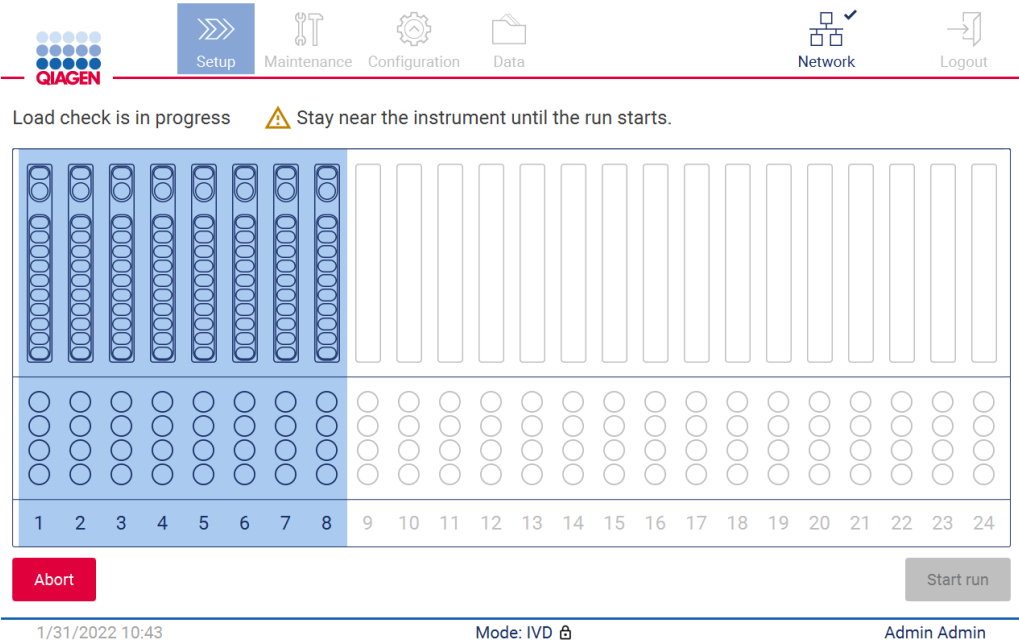 QIAGEN
Setup
Maintenance
Configuration
Data
Network
Logout
Load check is in progress
Stay near the instrument until the run starts.
1 2 3 4 5 6 7 8 9 10 11 12 13 14 15 16 17 18 19 20 21 22 23 24
Abort
Start run
1/31/2022 10:43
Mode: IVD
Admin Admin